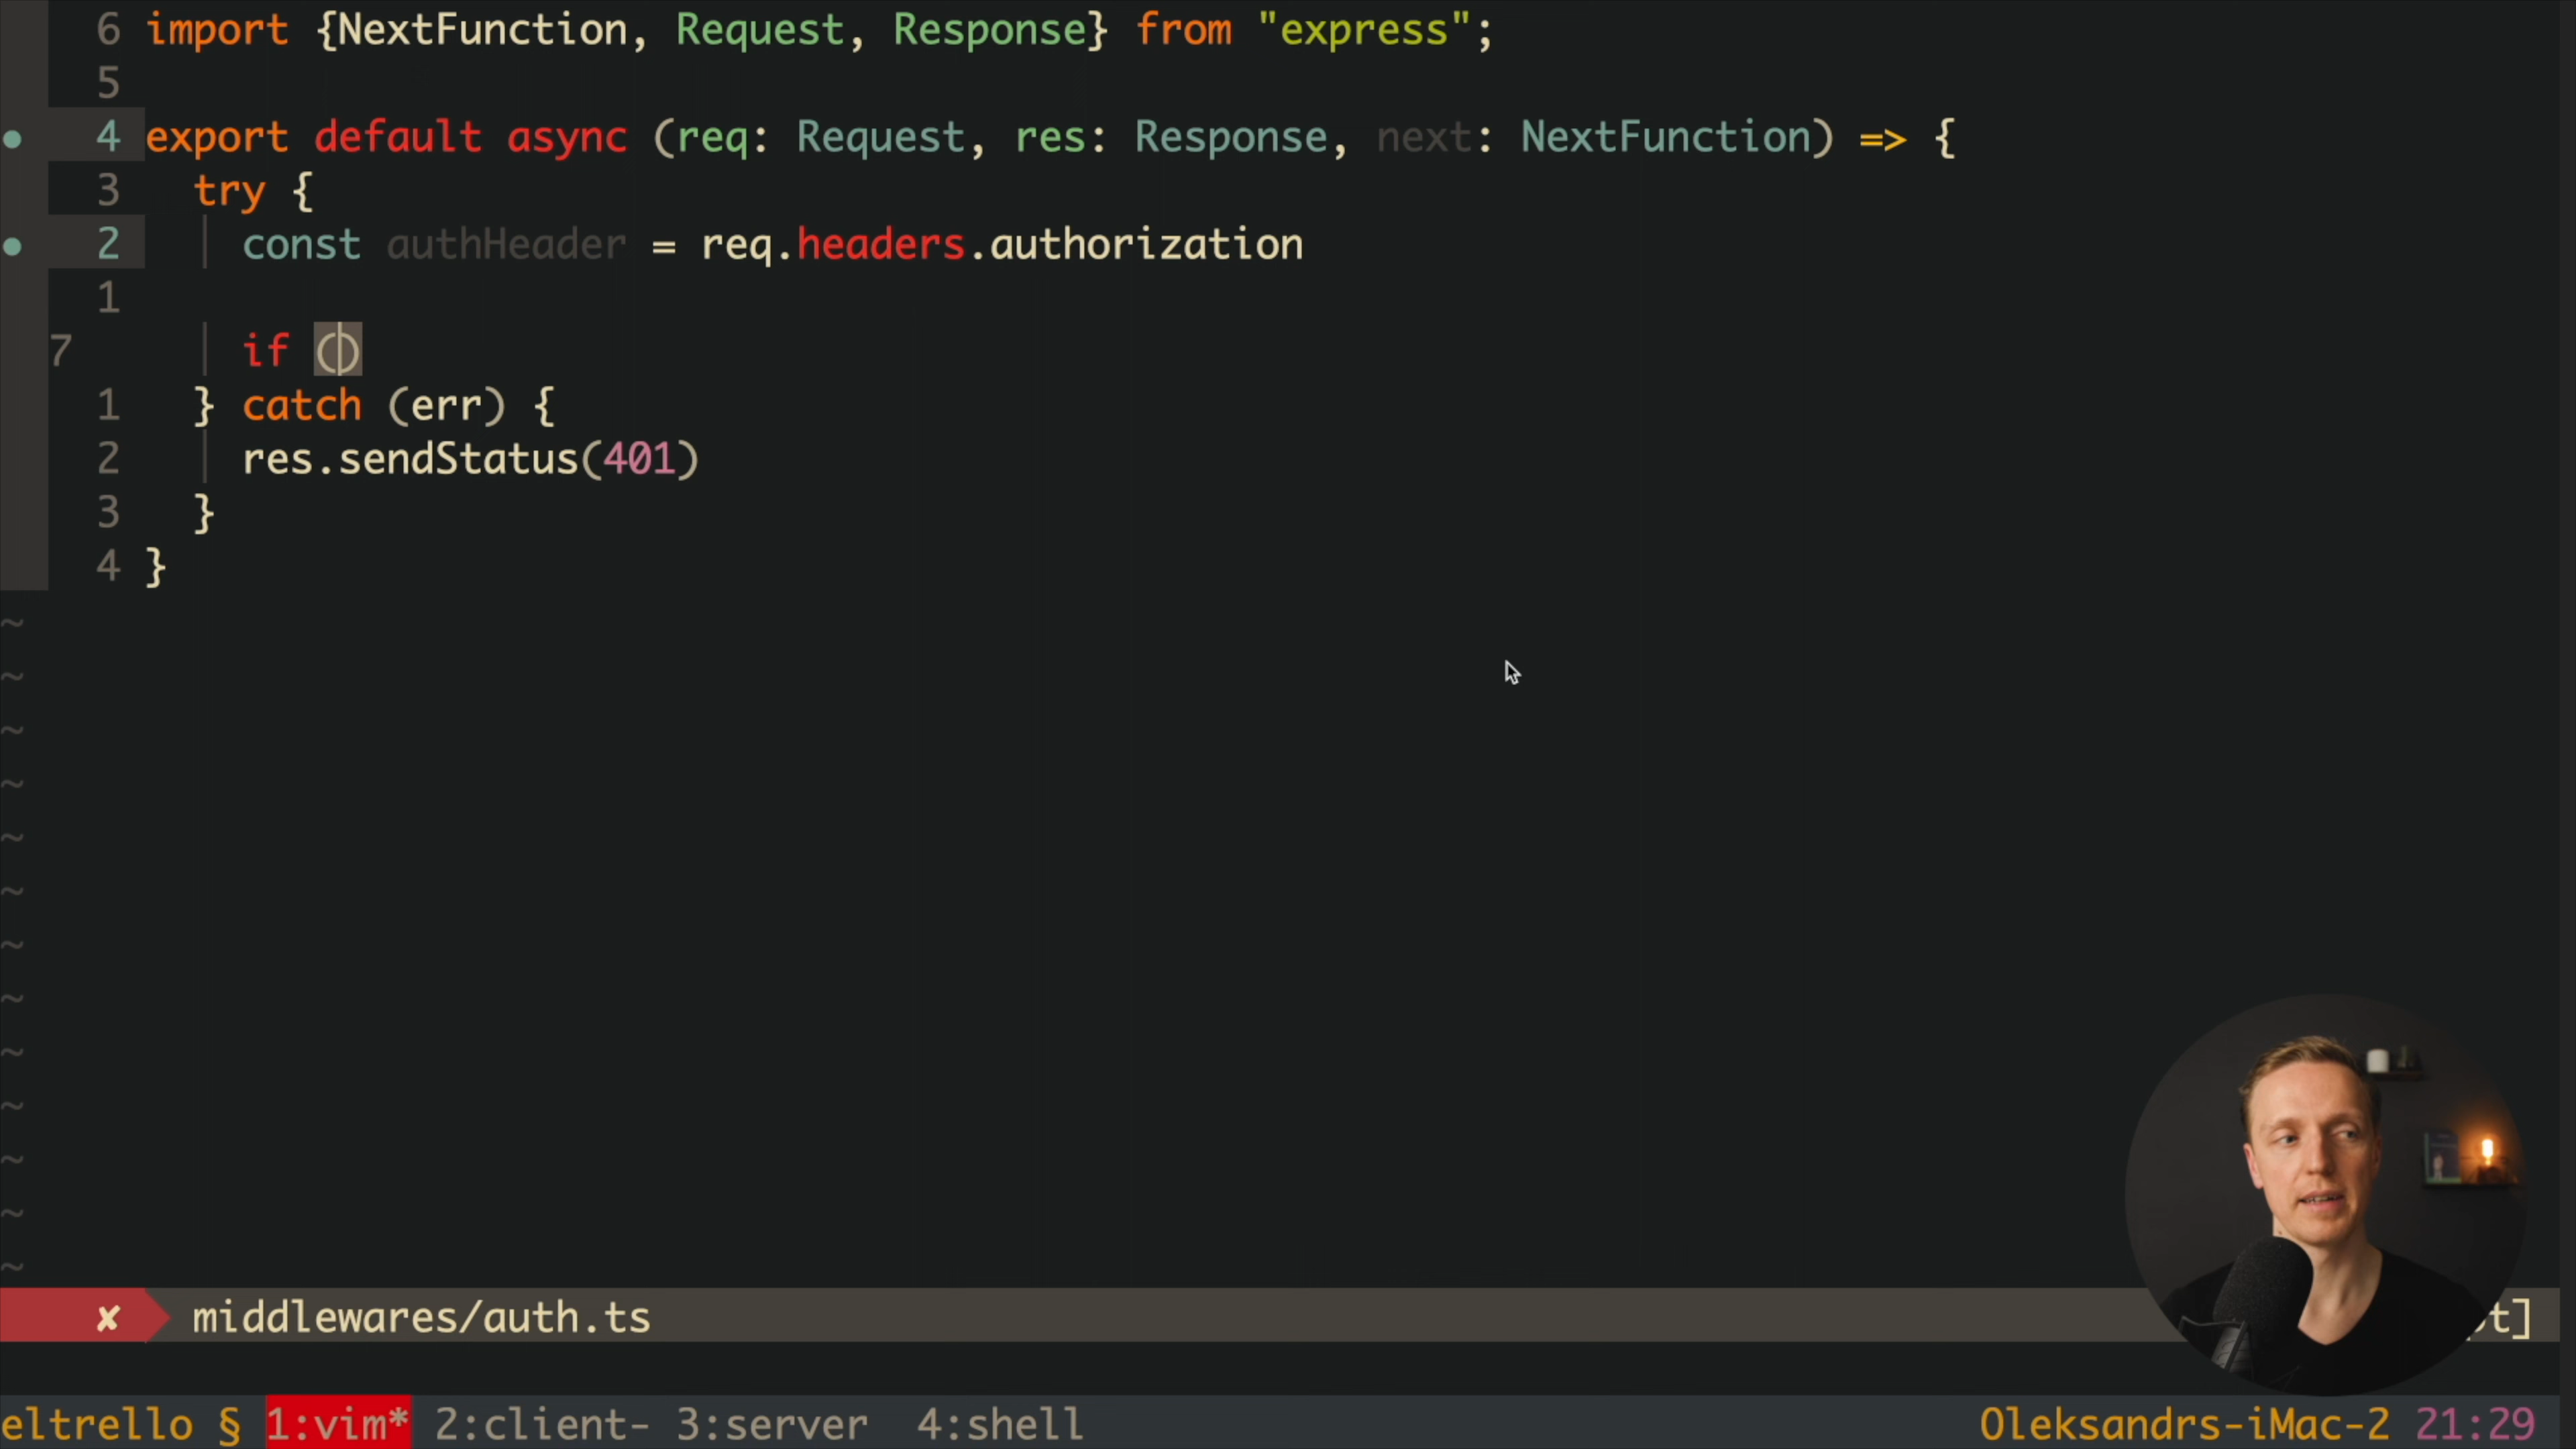 6 import {NextFunction, Request, Response} from "express";
5
4 export default async (req: Request, res: Response, next: NextFunction) => {
3 try {
2 const authHeader = req.headers.authorization
1
7 if ()
1 } catch (err) {
2 res.sendStatus(401)
3 }
4 }
~
~
~
~
~
~
~
~
~
~
~
~
~
✘ middlewares/auth.ts t]
eltrello § 1:vim* 2:client- 3:server 4:shell Oleksandrs-iMac-2 21:29